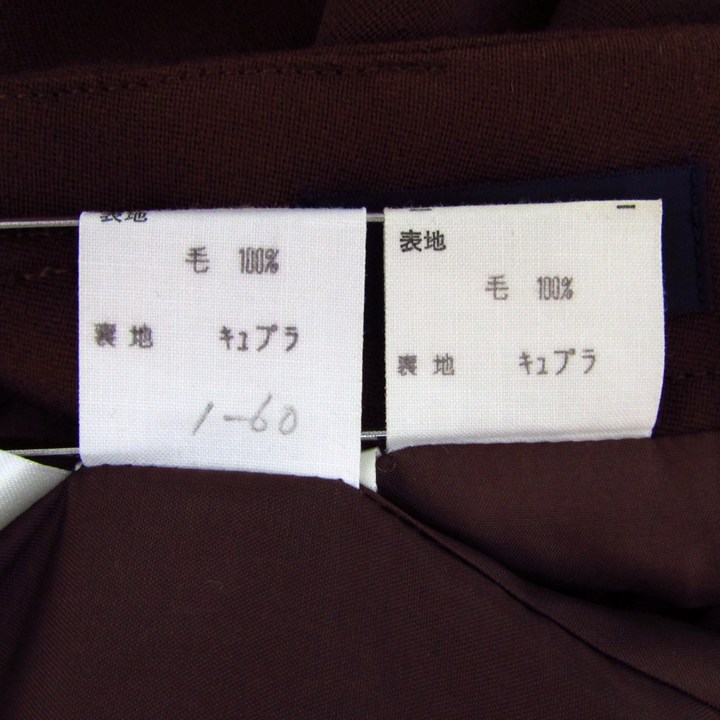 表地
毛 100%
裏地 キュプラ
1-60
表地
毛 100%
裏地 キュプラ